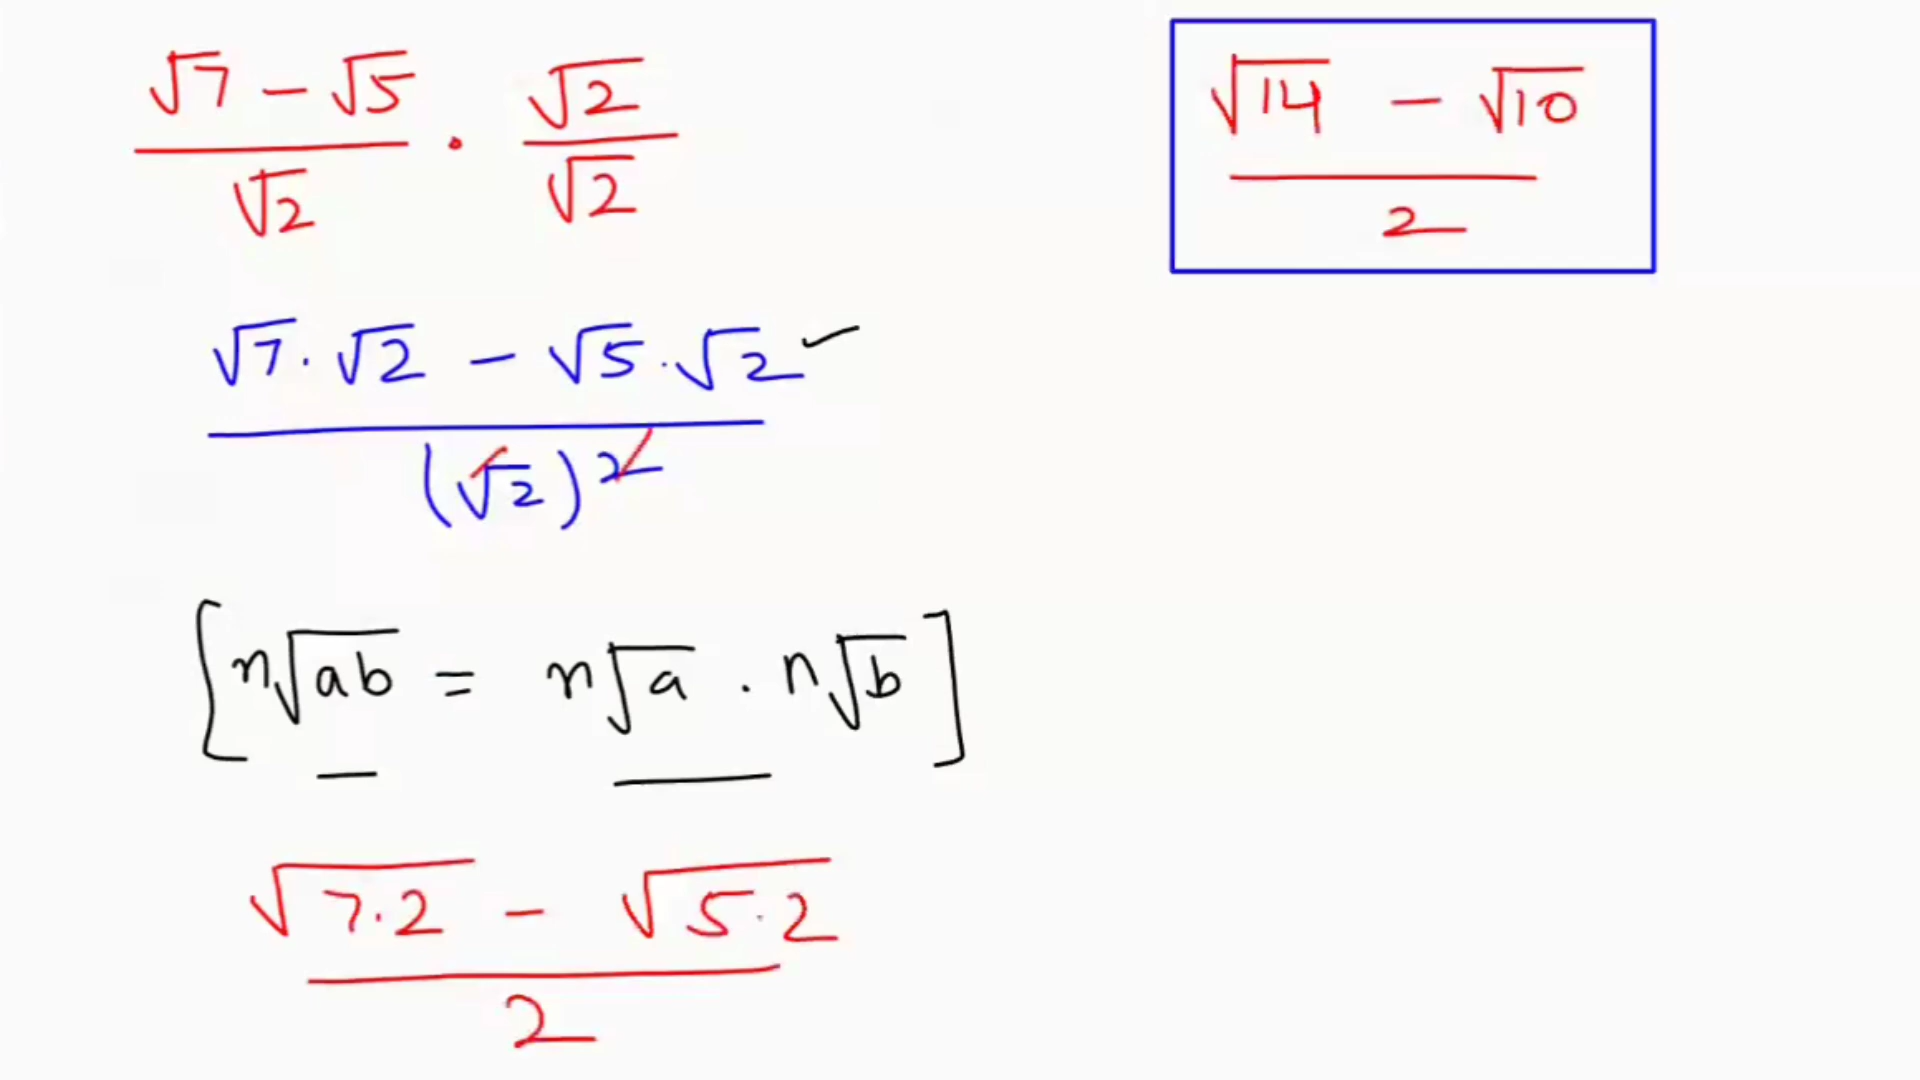 (√7 − √5)/√2 · √2/√2
(√7 · √2 − √5 · √2)/(√2)²
[ⁿ√ab = ⁿ√a · ⁿ√b]
(√7·2 − √5·2)/2
(√14 − √10)/2